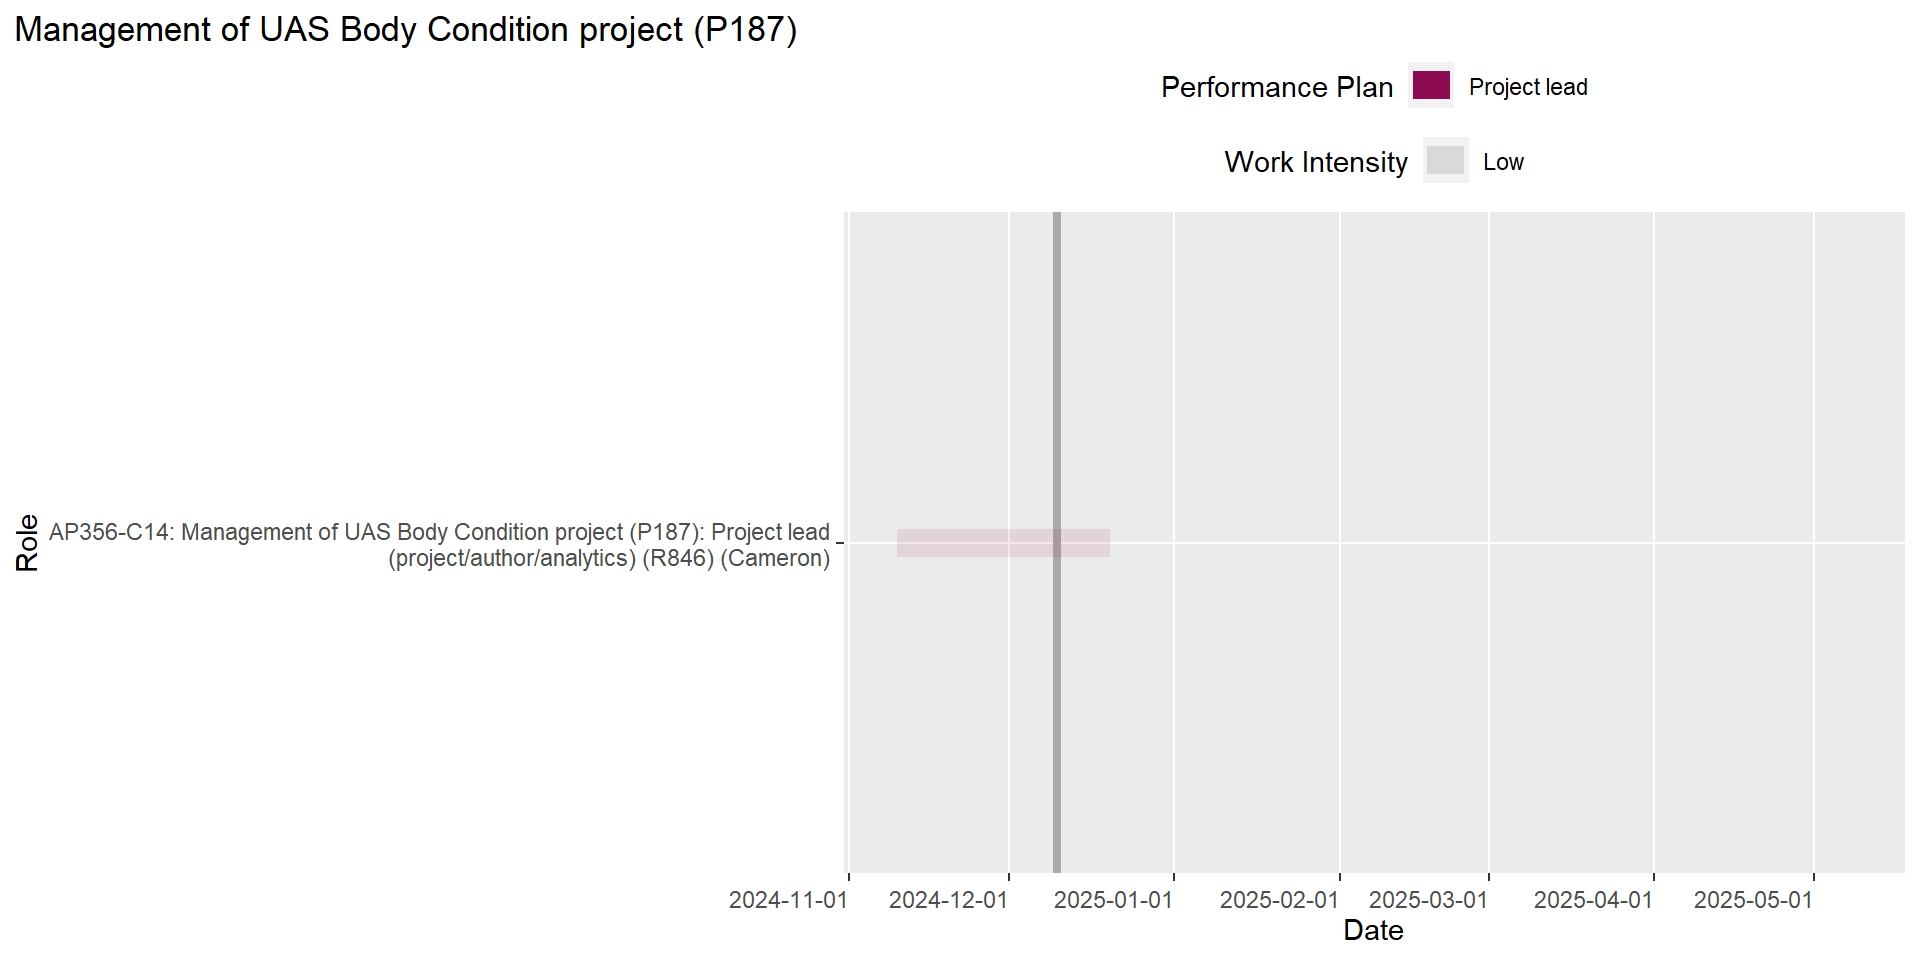 Management of UAS Body Condition project (P187)
Performance Plan
Project lead
Work Intensity
Low
Role
AP356-C14: Management of UAS Body Condition project (P187): Project lead
(project/author/analytics) (R846) (Cameron)
2024-11-01
2024-12-01
2025-01-01
2025-02-01
2025-03-01
2025-04-01
2025-05-01
Date